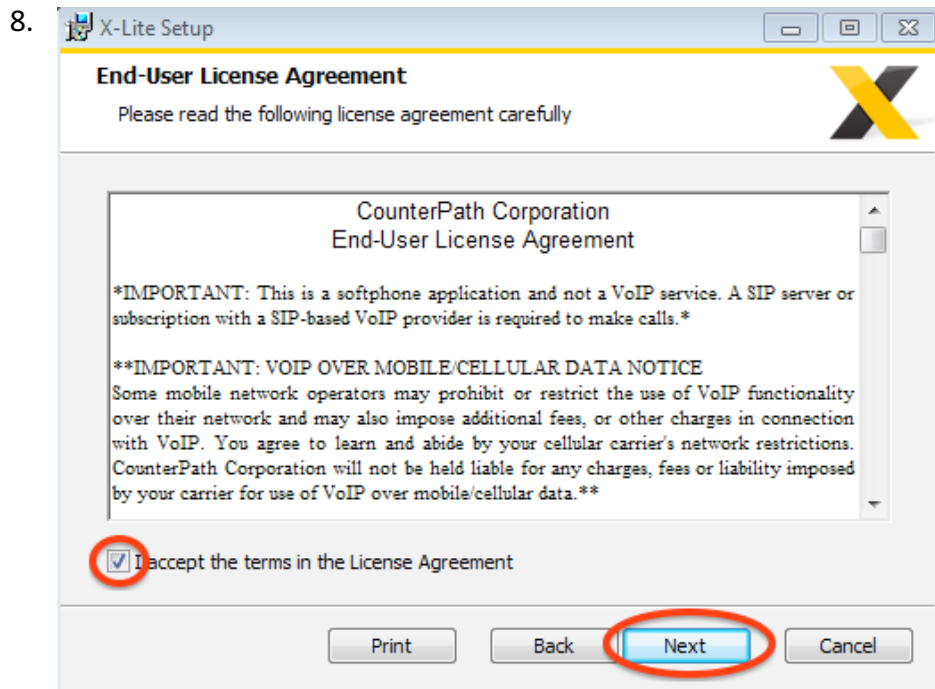 8.
X-Lite Setup
End-User License Agreement
Please read the following license agreement carefully
CounterPath Corporation
End-User License Agreement
*IMPORTANT: This is a softphone application and not a VoIP service. A SIP server or
subscription with a SIP-based VoIP provider is required to make calls.*
**IMPORTANT: VOIP OVER MOBILE/CELLULAR DATA NOTICE
Some mobile network operators may prohibit or restrict the use of VoIP functionality
over their network and may also impose additional fees, or other charges in connection
with VoIP. You agree to learn and abide by your cellular carrier's network restrictions.
CounterPath Corporation will not be held liable for any charges, fees or liability imposed
by your carrier for use of VoIP over mobile/cellular data.**
I accept the terms in the License Agreement
Print Back Next Cancel